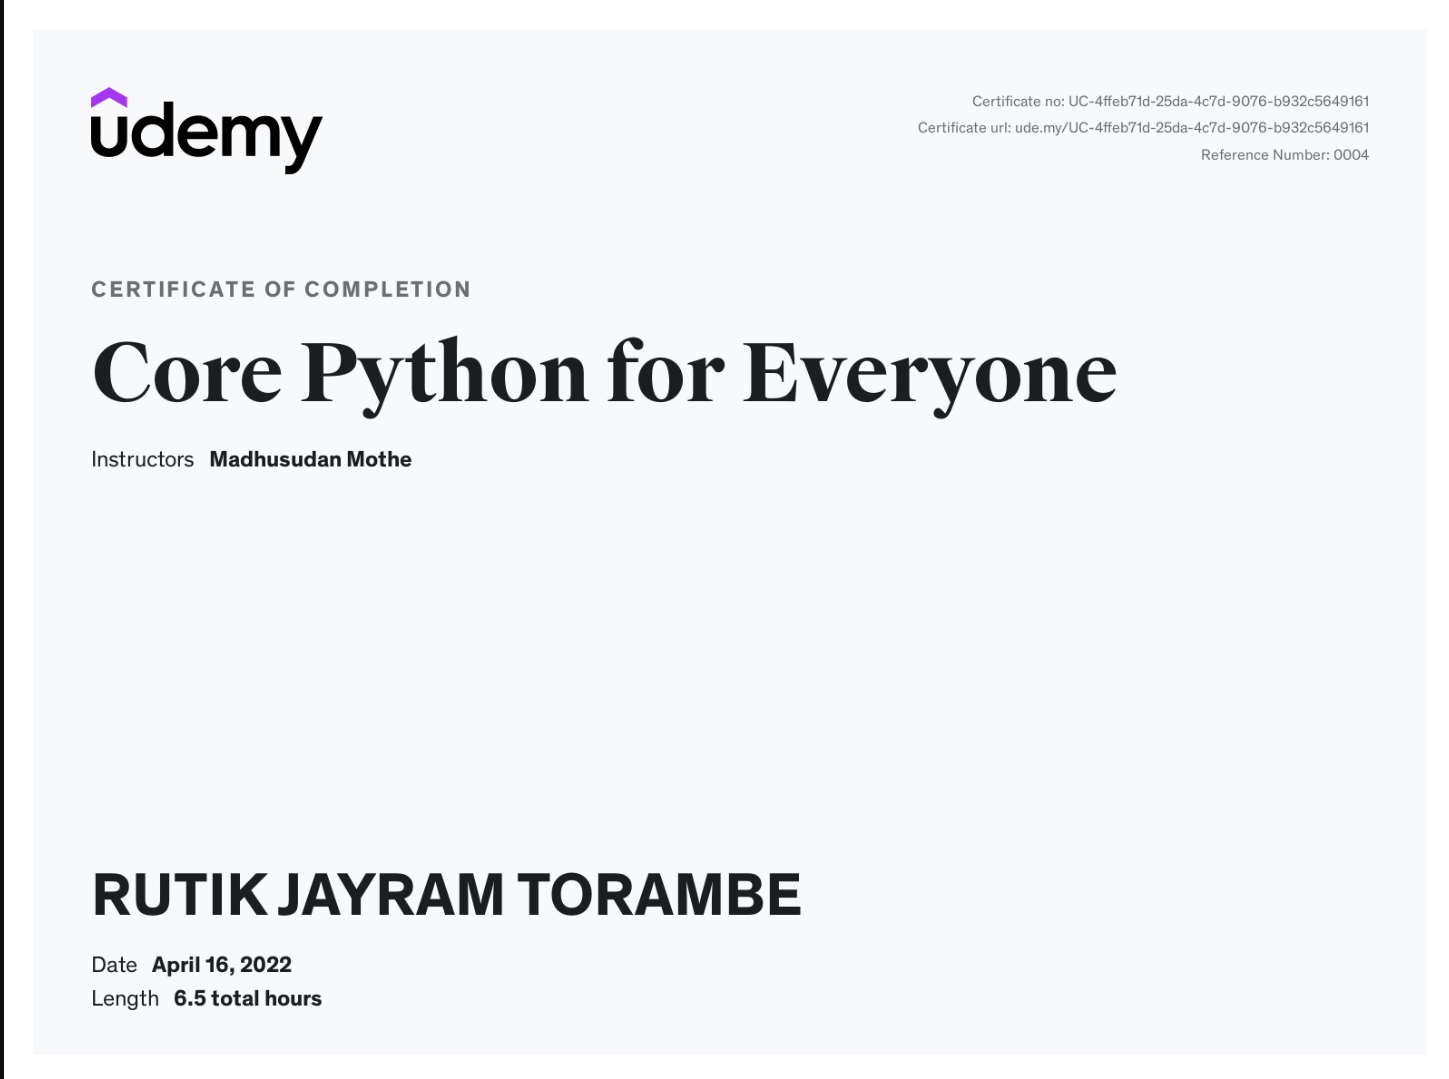 udemy
Certificate no: UC-4ffeb71d-25da-4c7d-9076-b932c5649161
Certificate url: ude.my/UC-4ffeb71d-25da-4c7d-9076-b932c5649161
Reference Number: 0004
CERTIFICATE OF COMPLETION
Core Python for Everyone
Instructors Madhusudan Mothe
RUTIK JAYRAM TORAMBE
Date April 16, 2022
Length 6.5 total hours